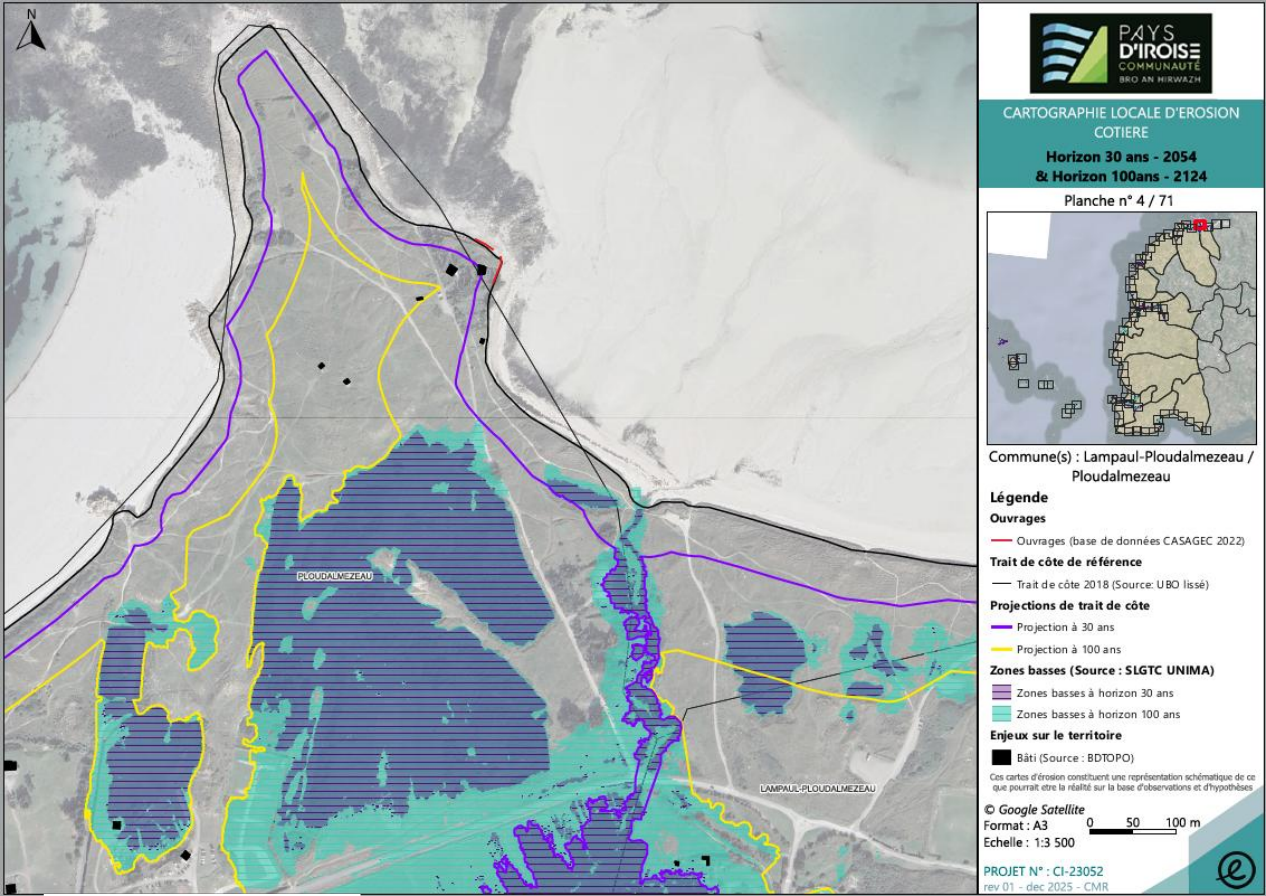 N
PLOUDALMEZEAU
LAMPAUL-PLOUDALMEZEAU
PAYS
D'IROISE
COMMUNAUTÉ
BRO AN HIRWAZH
CARTOGRAPHIE LOCALE D'EROSION
COTIERE
Horizon 30 ans - 2054
& Horizon 100ans - 2124
Planche n° 4 / 71
Commune(s) : Lampaul-Ploudalmezeau /
Ploudalmezeau
Légende
Ouvrages
Ouvrages (base de données CASAGEC 2022)
Trait de côte de référence
Trait de côte 2018 (Source: UBO lissé)
Projections de trait de côte
Projection à 30 ans
Projection à 100 ans
Zones basses (Source : SLGTC UNIMA)
Zones basses à horizon 30 ans
Zones basses à horizon 100 ans
Enjeux sur le territoire
Bâti (Source : BDTOPO)
Ces cartes d'érosion constituent une représentation schématique de ce
que pourrait etre la réalité sur la base d'observations et d'hypothèses
© Google Satellite
Format : A3
0 50 100 m
Echelle : 1:3 500
PROJET N° : CI-23052
rev 01 - dec 2025 - CMR